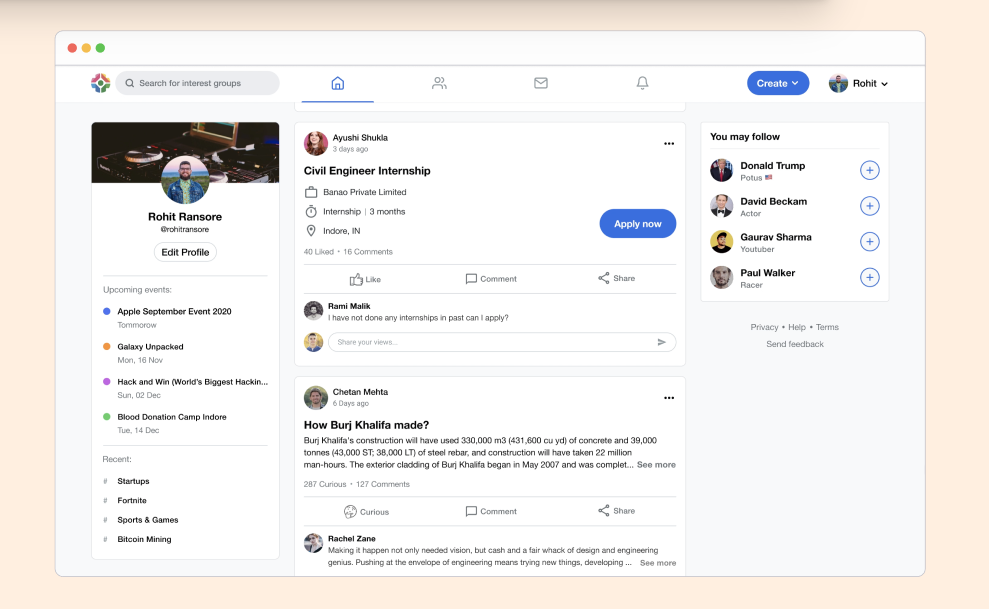 Search for interest groups
Create
Rohit
Rohit Ransore
@rohitransore
Edit Profile
Upcoming events:
Apple September Event 2020
Tommorow
Galaxy Unpacked
Mon, 16 Nov
Hack and Win (World's Biggest Hackin...
Sun, 02 Dec
Blood Donation Camp Indore
Tue, 14 Dec
Recent:
# Startups
# Fortnite
# Sports & Games
# Bitcoin Mining
Ayushi Shukla
3 days ago
Civil Engineer Internship
Banao Private Limited
Internship | 3 months
Indore, IN
Apply now
40 Liked • 16 Comments
Like Comment Share
Rami Malik
I have not done any internships in past can I apply?
Share your views...
Chetan Mehta
6 Days ago
How Burj Khalifa made?
Burj Khalifa's construction will have used 330,000 m3 (431,600 cu yd) of concrete and 39,000
tonnes (43,000 ST; 38,000 LT) of steel rebar, and construction will have taken 22 million
man-hours. The exterior cladding of Burj Khalifa began in May 2007 and was complet... See more
287 Curious • 127 Comments
Curious Comment Share
Rachel Zane
Making it happen not only needed vision, but cash and a fair whack of design and engineering
genius. Pushing at the envelope of engineering means trying new things, developing ... See more
You may follow
Donald Trump
Potus 🇺🇸
David Beckam
Actor
Gaurav Sharma
Youtuber
Paul Walker
Racer
Privacy • Help • Terms
Send feedback